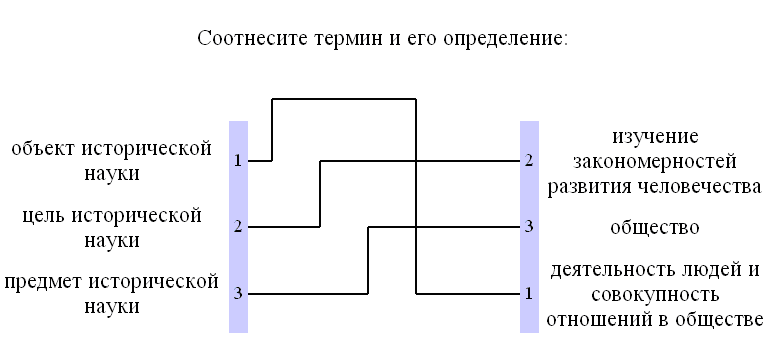 Соотнесите термин и его определение:
объект исторической
науки
1
цель исторической
науки
2
предмет исторической
науки
3
2
изучение
закономерностей
развития человечества
3
общество
1
деятельность людей и
совокупность
отношений в обществе